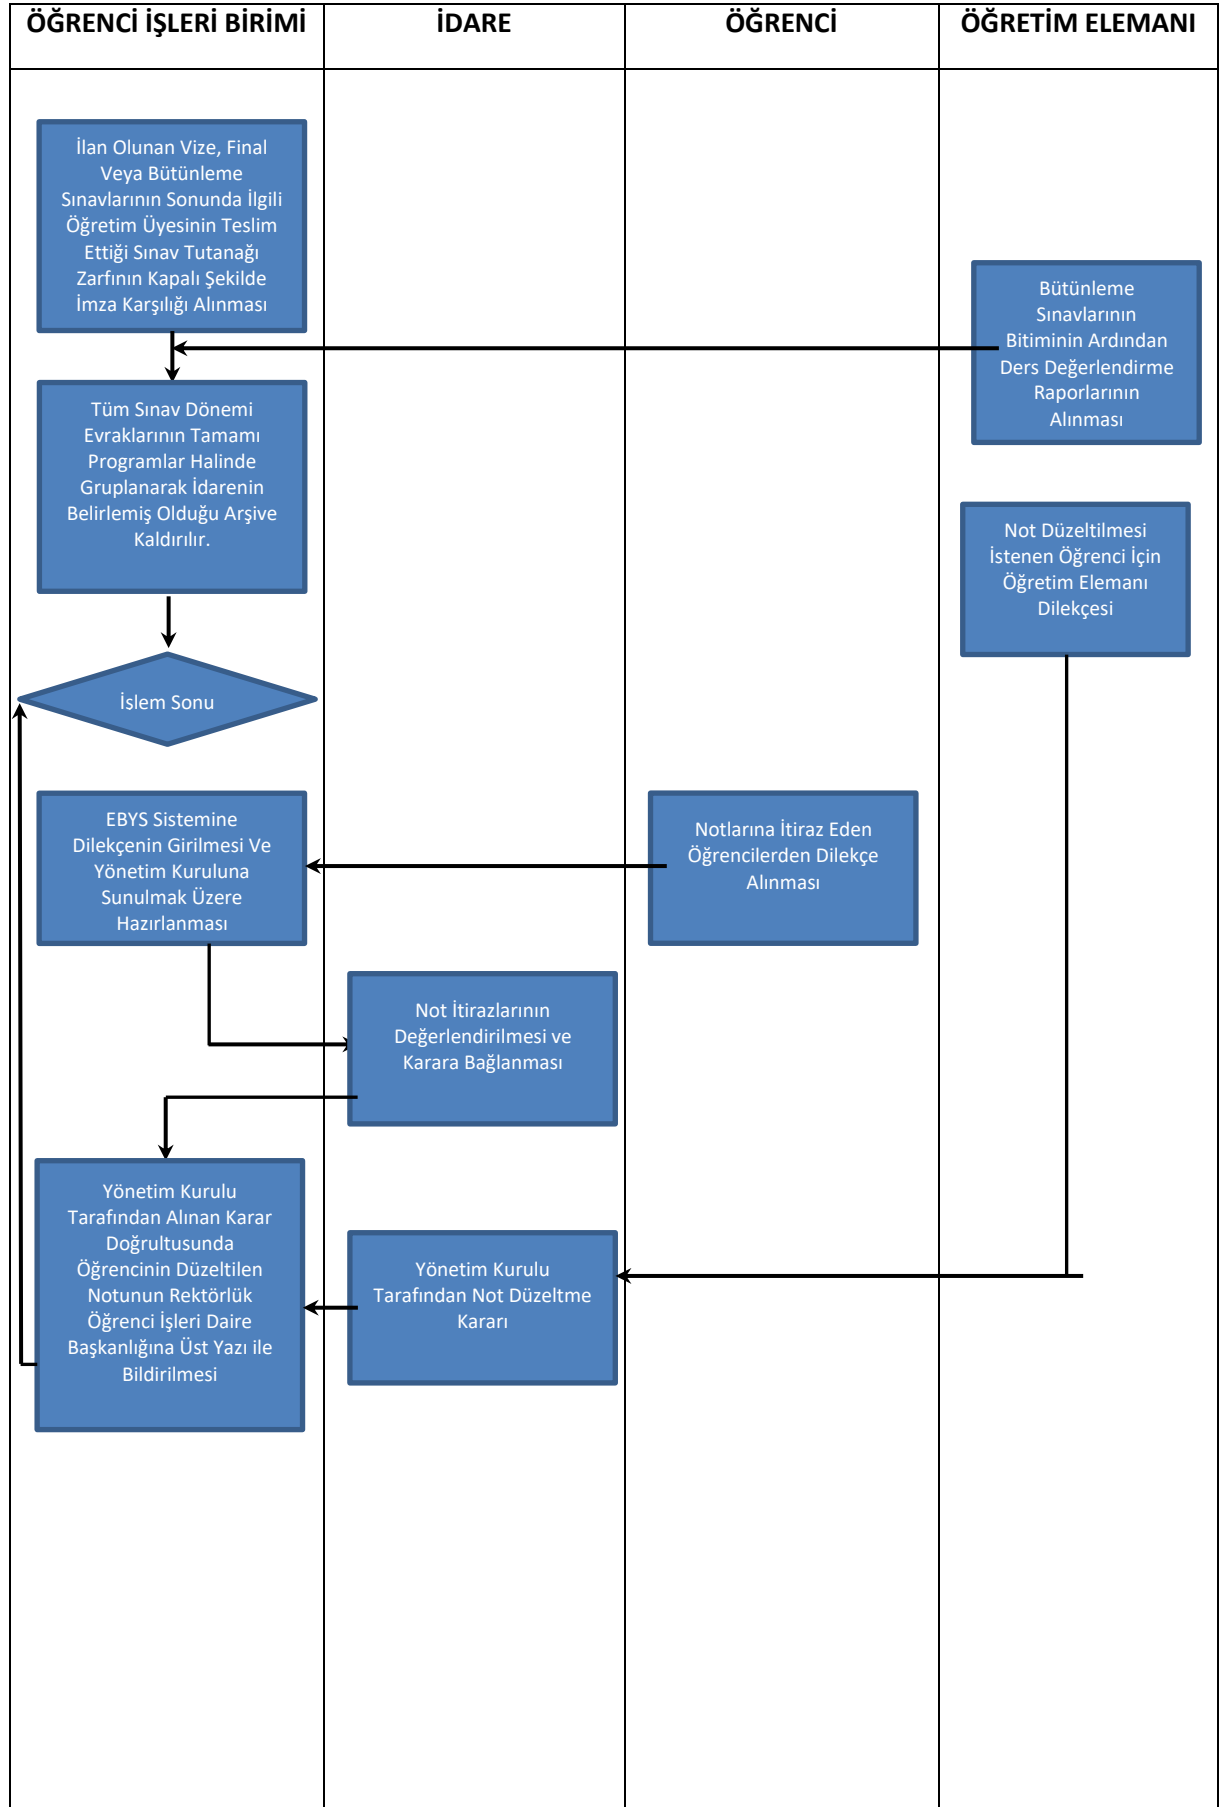 ÖĞRENCİ İŞLERİ BİRİMİ
İDARE
ÖĞRENCİ
ÖĞRETİM ELEMANI
İlan Olunan Vize, Final
Veya Bütünleme
Sınavlarının Sonunda İlgili
Öğretim Üyesinin Teslim
Ettiği Sınav Tutanağı
Zarfının Kapalı Şekilde
İmza Karşılığı Alınması
Bütünleme
Sınavlarının
Bitiminin Ardından
Ders Değerlendirme
Raporlarının
Alınması
Tüm Sınav Dönemi
Evraklarının Tamamı
Programlar Halinde
Gruplanarak İdarenin
Belirlemiş Olduğu Arşive
Kaldırılır.
Not Düzeltilmesi
İstenen Öğrenci İçin
Öğretim Elemanı
Dilekçesi
İşlem Sonu
EBYS Sistemine
Dilekçenin Girilmesi Ve
Yönetim Kuruluna
Sunulmak Üzere
Hazırlanması
Notlarına İtiraz Eden
Öğrencilerden Dilekçe
Alınması
Not İtirazlarının
Değerlendirilmesi ve
Karara Bağlanması
Yönetim Kurulu
Tarafından Alınan Karar
Doğrultusunda
Öğrencinin Düzeltilen
Notunun Rektörlük
Öğrenci İşleri Daire
Başkanlığına Üst Yazı ile
Bildirilmesi
Yönetim Kurulu
Tarafından Not Düzeltme
Kararı